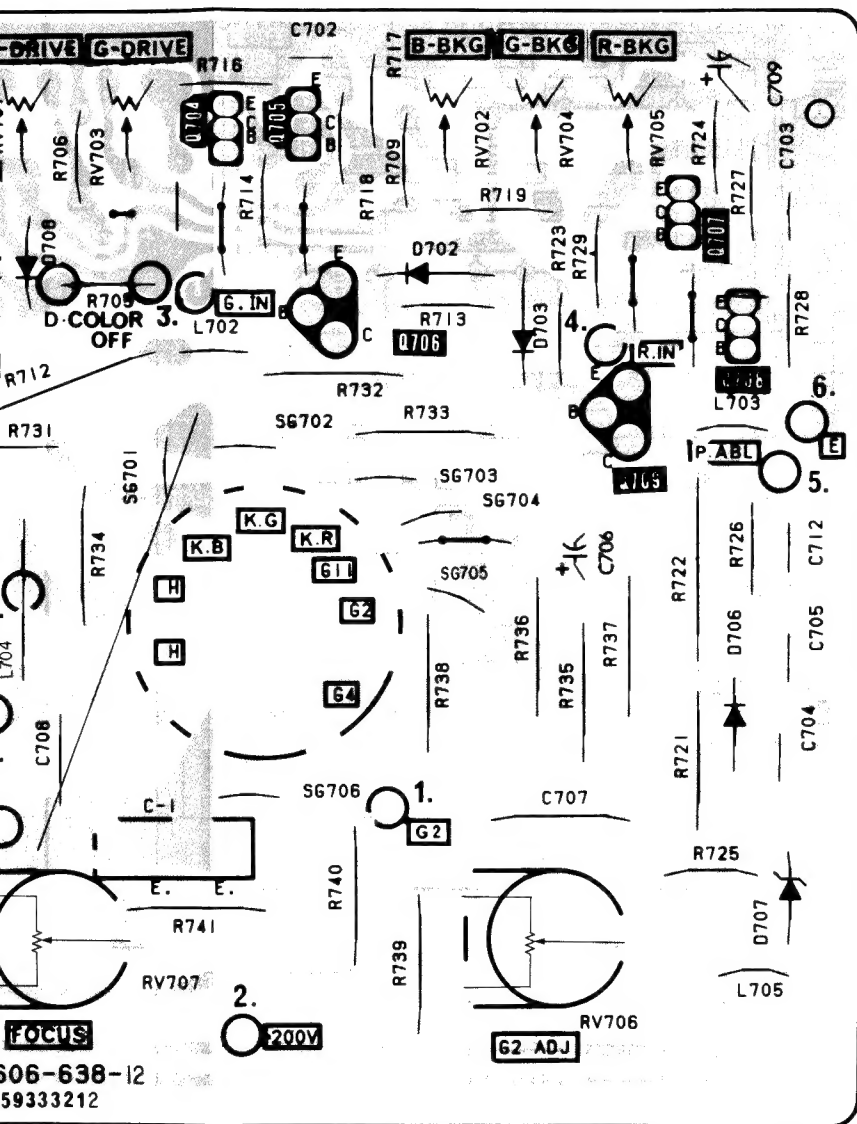 -DRIVE G-DRIVE
C702
R717
B-BKG G-BKG R-BKG
C709
R716
Q704
E
C
B
Q705
E
C
B
R706
RV703
R714
R718
R709
RV702
RV704
RV705
R724
R727
C703
R719
E
C
B
Q707
D708
R705
D·COLOR
OFF
3.
G.IN
L702
E
B
C
D702
R713
Q706
R723
R729
D703
4.
R.IN
E
B
C
E
C
B
R728
R712
R732
L703
6.
E
R731
SG702
R733
P.ABL
5.
SG701
SG703
SG704
R734
K.B
K.G
K.R
G11
G2
H
H
G4
SG705
C706
R722
R726
C712
L704
R738
R736
R735
R737
D706
C705
C708
R721
C704
SG706
1.
G2
C707
C-1
E. E.
R725
R741
R740
R739
D707
RV707
2.
200V
L705
RV706
FOCUS
G2 ADJ
606-638-12
59333212